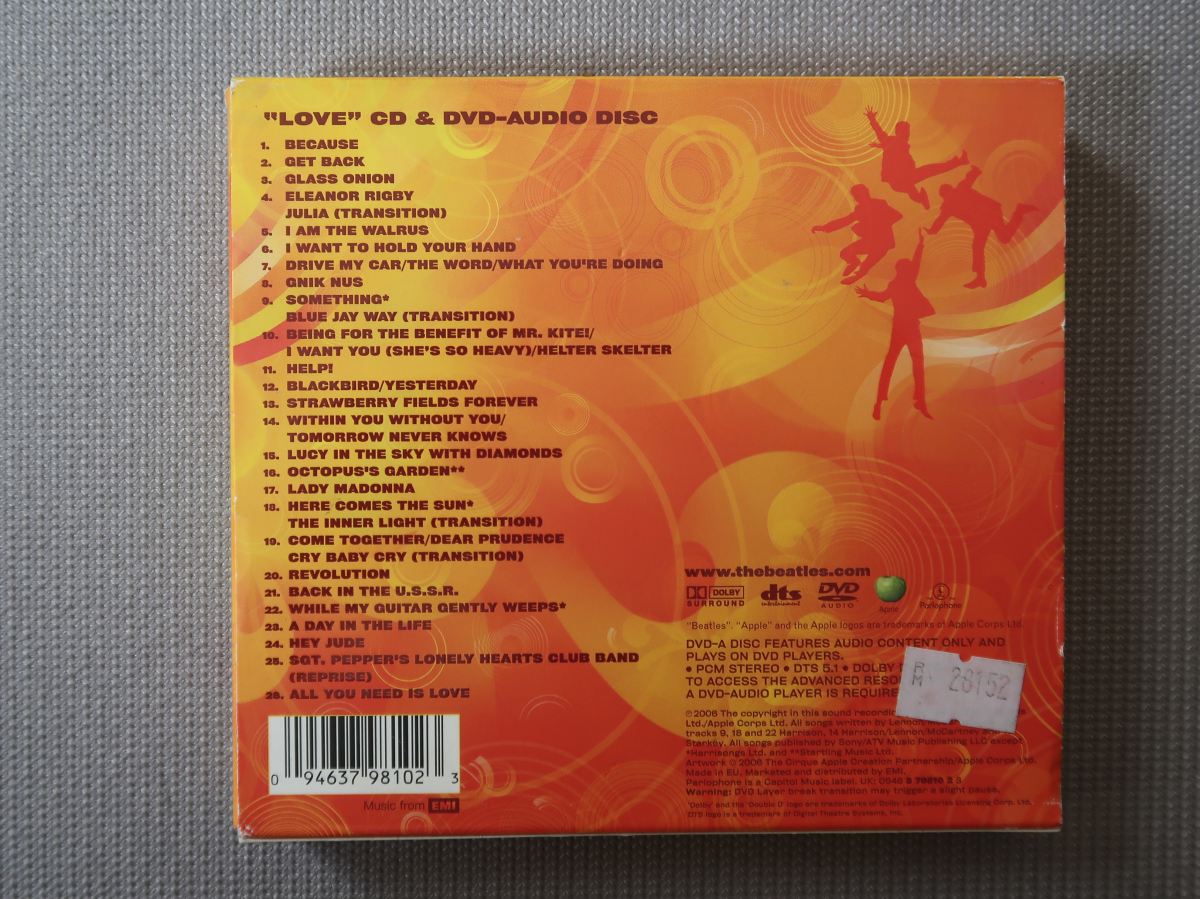 “LOVE” CD & DVD-AUDIO DISC
1. BECAUSE
2. GET BACK
3. GLASS ONION
4. ELEANOR RIGBY
JULIA (TRANSITION)
5. I AM THE WALRUS
6. I WANT TO HOLD YOUR HAND
7. DRIVE MY CAR/THE WORD/WHAT YOU'RE DOING
8. GNIK NUS
9. SOMETHING*
BLUE JAY WAY (TRANSITION)
10. BEING FOR THE BENEFIT OF MR. KITE!/
I WANT YOU (SHE'S SO HEAVY)/HELTER SKELTER
11. HELP!
12. BLACKBIRD/YESTERDAY
13. STRAWBERRY FIELDS FOREVER
14. WITHIN YOU WITHOUT YOU/
TOMORROW NEVER KNOWS
15. LUCY IN THE SKY WITH DIAMONDS
16. OCTOPUS'S GARDEN**
17. LADY MADONNA
18. HERE COMES THE SUN*
THE INNER LIGHT (TRANSITION)
19. COME TOGETHER/DEAR PRUDENCE
CRY BABY CRY (TRANSITION)
20. REVOLUTION
21. BACK IN THE U.S.S.R.
22. WHILE MY GUITAR GENTLY WEEPS*
23. A DAY IN THE LIFE
24. HEY JUDE
25. SGT. PEPPER'S LONELY HEARTS CLUB BAND
(REPRISE)
26. ALL YOU NEED IS LOVE
0 94637 98102 3
Music from EMI
www.thebeatles.com
DOLBY SURROUND dts entertainment DVD AUDIO Apple Parlophone
"Beatles", "Apple" and the Apple logos are trademarks of Apple Corps Ltd.
DVD-A DISC FEATURES AUDIO CONTENT ONLY AND
PLAYS ON DVD PLAYERS.
• PCM STEREO • DTS 5.1 • DOLBY
TO ACCESS THE ADVANCED
A DVD-AUDIO PLAYER IS
RM 28152
℗2006 The copyright in this sound
Ltd./Apple Corps Ltd. All songs written by
tracks 9, 18 and 22 Harrison, 14 Harrison/Lennon/McCartney and
Starkey. All songs published by Sony/ATV Music Publishing LLC except
*Harrisongs Ltd. and **Startling Music Ltd.
Artwork © 2006 The Cirque Apple Creation Partnership/Apple Corps Ltd.
Made in EU. Marketed and distributed by EMI.
Parlophone is a Capitol Music label. UK: 0946 3 79810 2 3
Warning: DVD Layer break transition may trigger a slight pause.
'Dolby' and the 'Double D' logo are trademarks of Dolby Laboratories Licensing Corp. Ltd.
DTS logo is a trademark of Digital Theatre Systems, Inc.